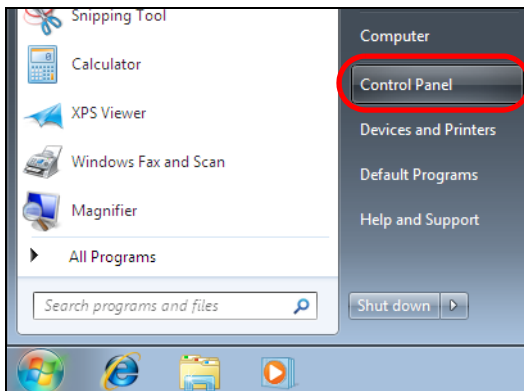 Snipping Tool
Calculator
XPS Viewer
Windows Fax and Scan
Magnifier
All Programs
Search programs and files
Computer
Control Panel
Devices and Printers
Default Programs
Help and Support
Shut down